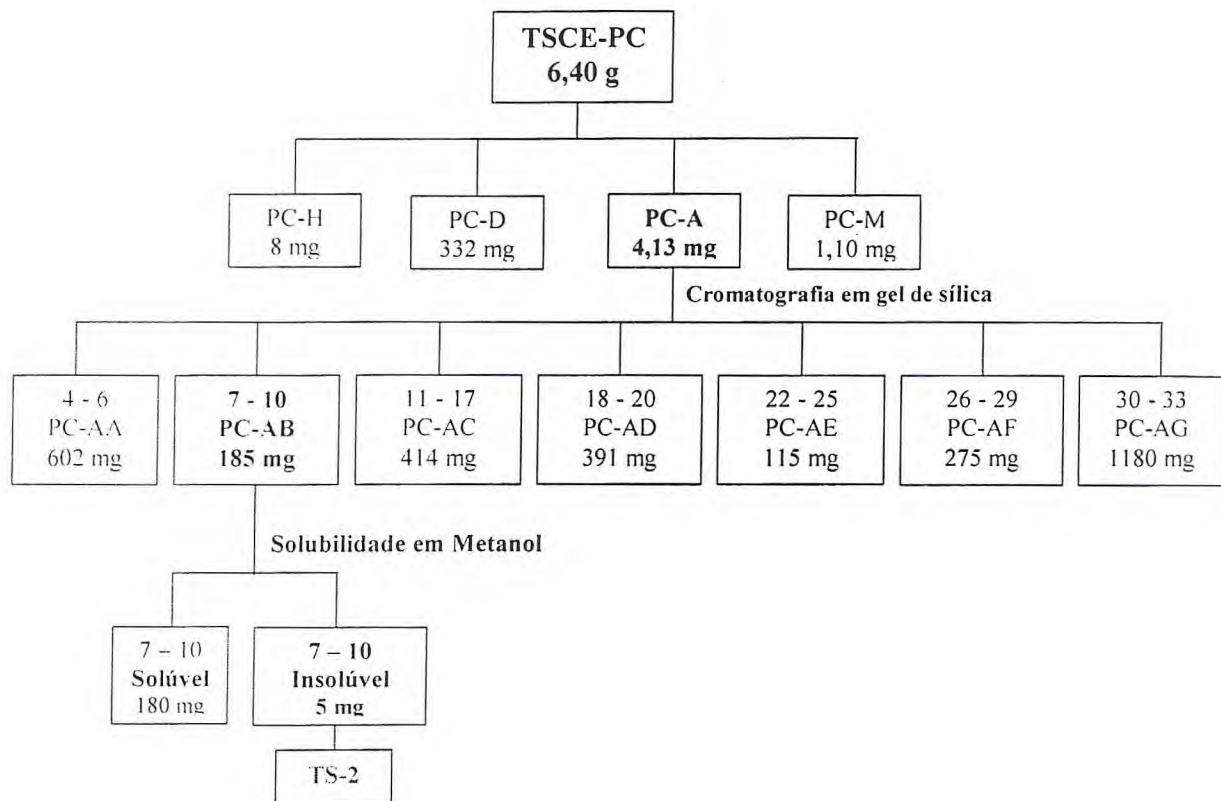 TSCE-PC
6,40 g
PC-H
8 mg
PC-D
332 mg
PC-A
4,13 mg
PC-M
1,10 mg
Cromatografia em gel de sílica
4 - 6
PC-AA
602 mg
7 - 10
PC-AB
185 mg
11 - 17
PC-AC
414 mg
18 - 20
PC-AD
391 mg
22 - 25
PC-AE
115 mg
26 - 29
PC-AF
275 mg
30 - 33
PC-AG
1180 mg
Solubilidade em Metanol
7 – 10
Solúvel
180 mg
7 – 10
Insolúvel
5 mg
TS-2